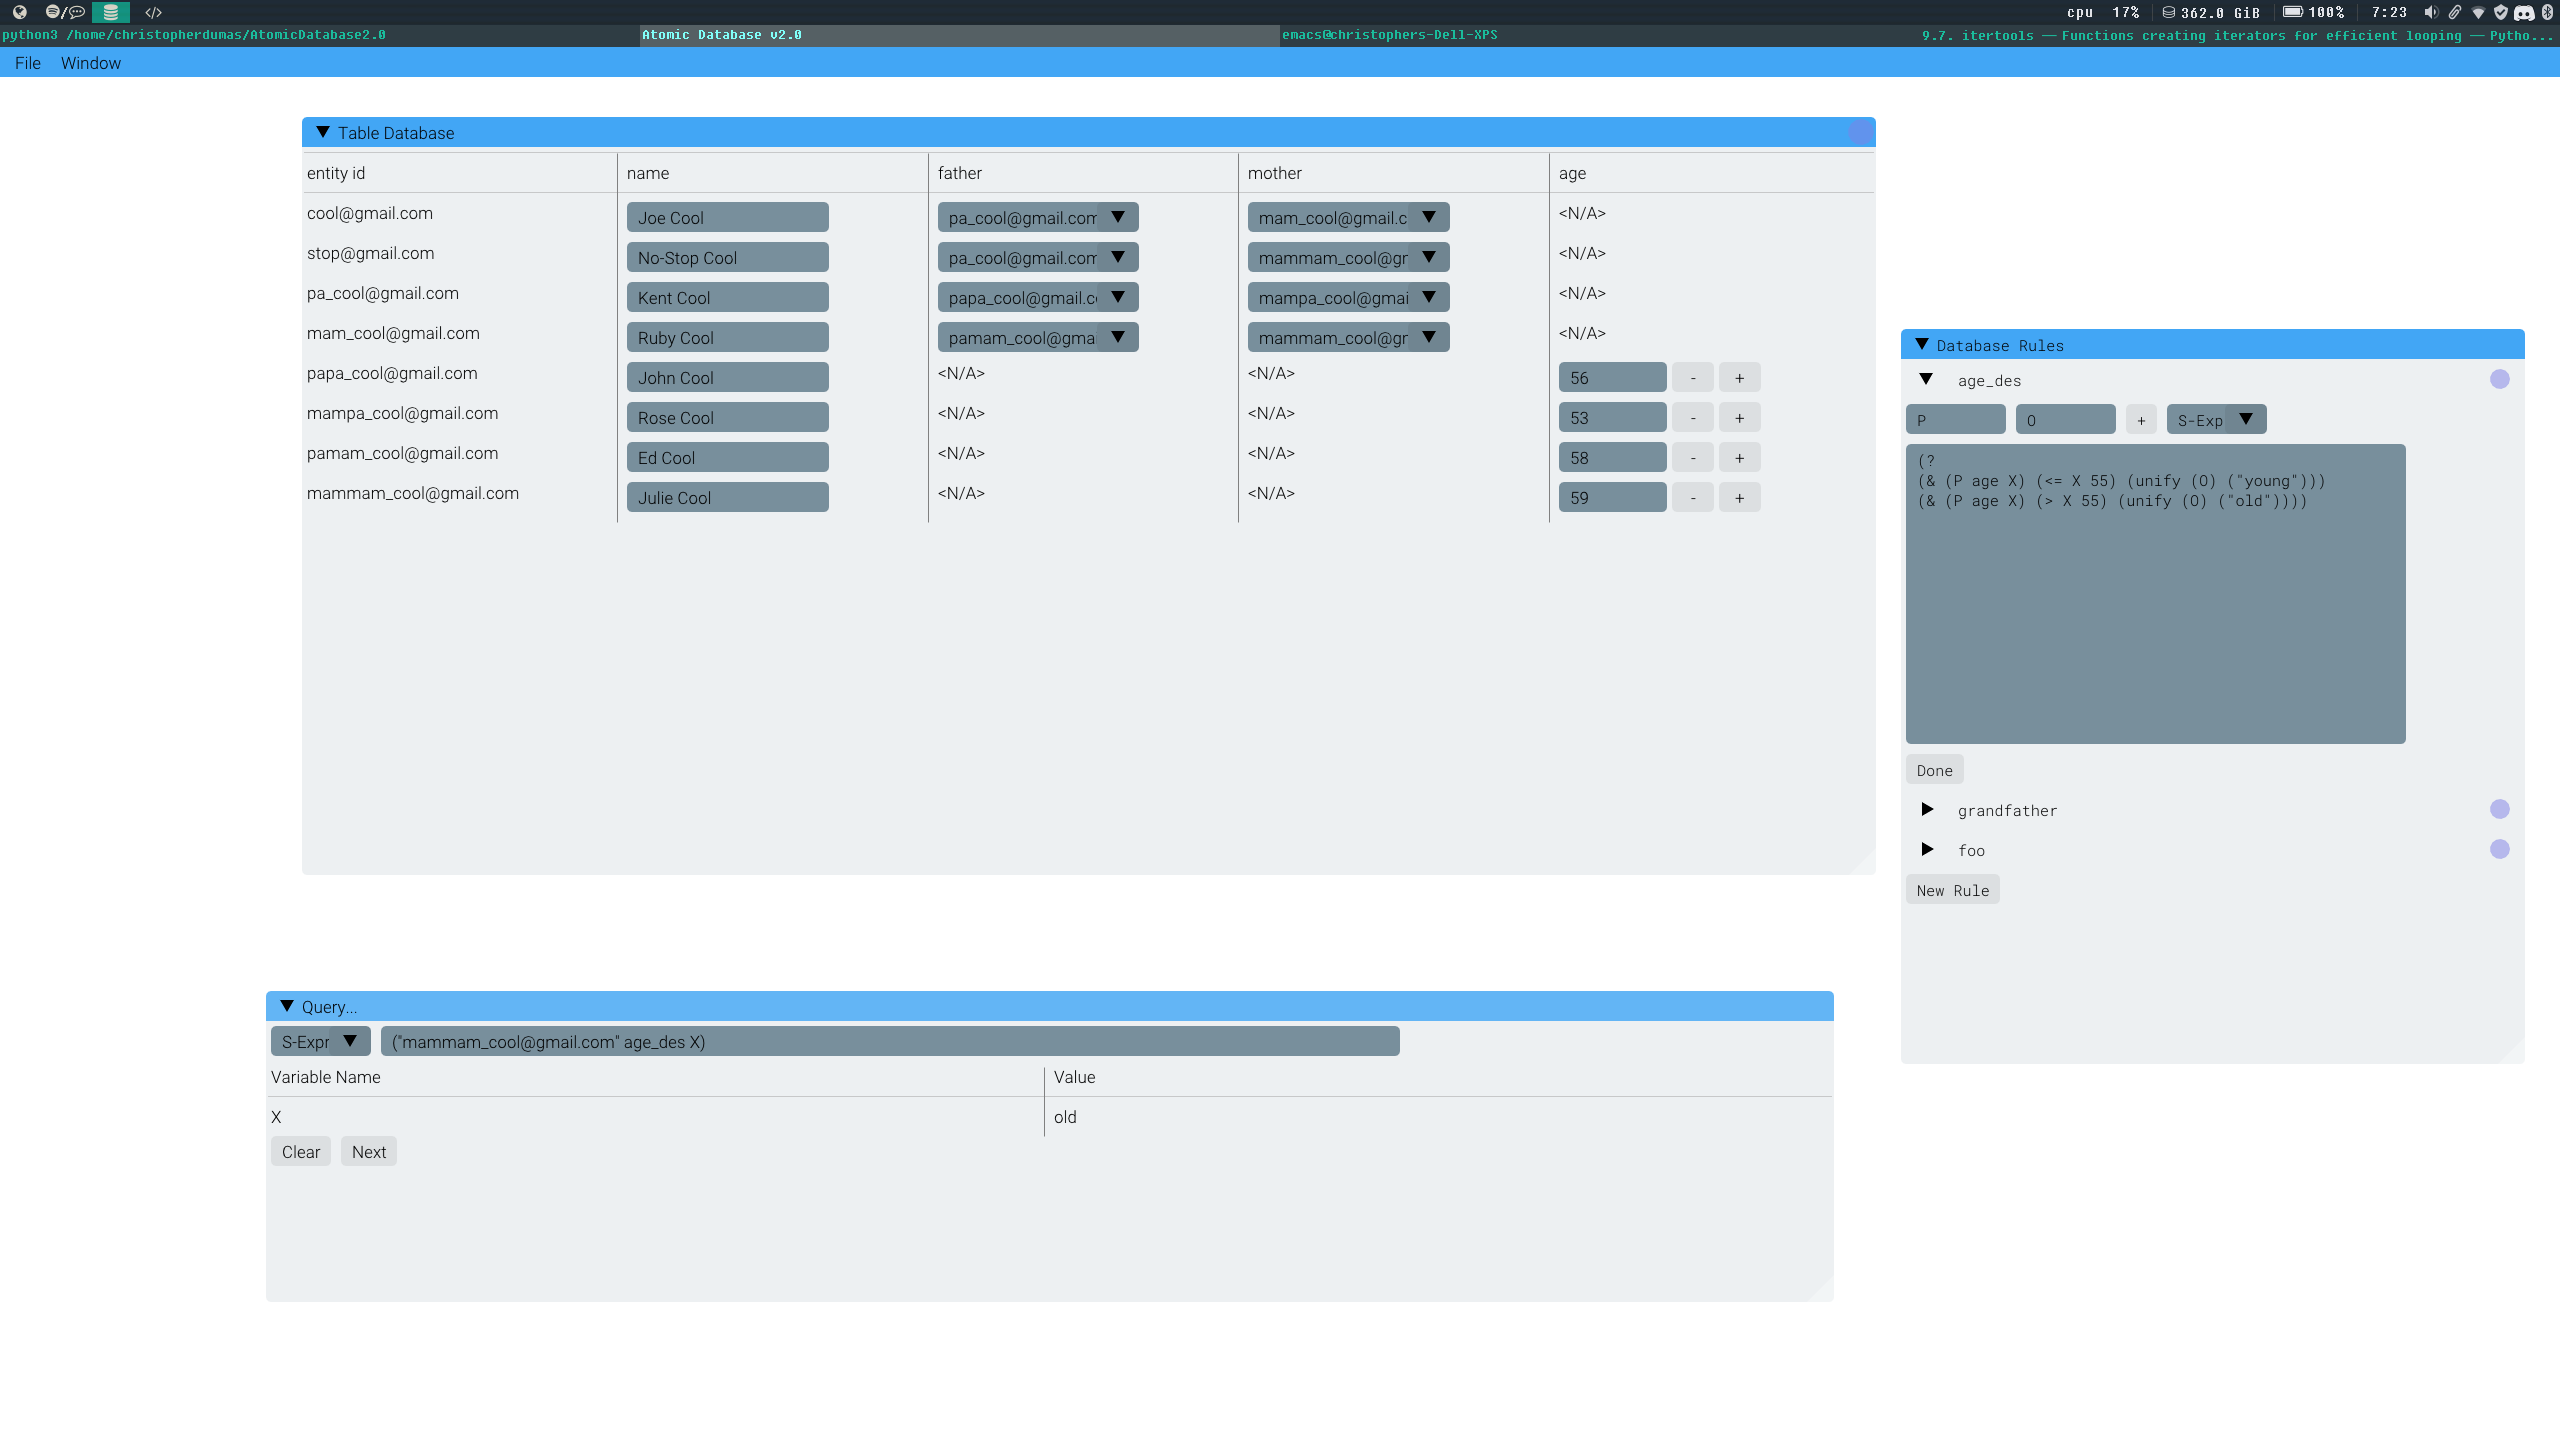 cpu 17% 362.0 GiB 100% 7:23
python3 /home/christopherdumas/AtomicDatabase2.0
Atomic Database v2.0
emacs@christophers-Dell-XPS
9.7. itertools — Functions creating iterators for efficient looping — Pytho...
File Window
Table Database
entity id name father mother age
cool@gmail.com Joe Cool pa_cool@gmail.com mam_cool@gmail.c <N/A>
stop@gmail.com No-Stop Cool pa_cool@gmail.com mammam_cool@gr <N/A>
pa_cool@gmail.com Kent Cool papa_cool@gmail.c mampa_cool@gmai <N/A>
mam_cool@gmail.com Ruby Cool pamam_cool@gma mammam_cool@gr <N/A>
papa_cool@gmail.com John Cool <N/A> <N/A> 56 - +
mampa_cool@gmail.com Rose Cool <N/A> <N/A> 53 - +
pamam_cool@gmail.com Ed Cool <N/A> <N/A> 58 - +
mammam_cool@gmail.com Julie Cool <N/A> <N/A> 59 - +
Database Rules
age_des
P O + S-Exp
(?
(& (P age X) (<= X 55) (unify (O) ("young")))
(& (P age X) (> X 55) (unify (O) ("old"))))
Done
grandfather
foo
New Rule
Query...
S-Expr ("mammam_cool@gmail.com" age_des X)
Variable Name Value
X old
Clear Next